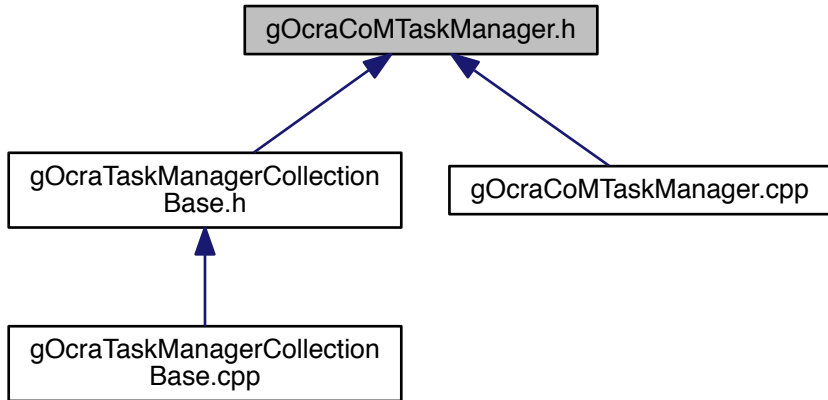 gOcraCoMTaskManager.h
gOcraTaskManagerCollection
Base.h
gOcraCoMTaskManager.cpp
gOcraTaskManagerCollection
Base.cpp